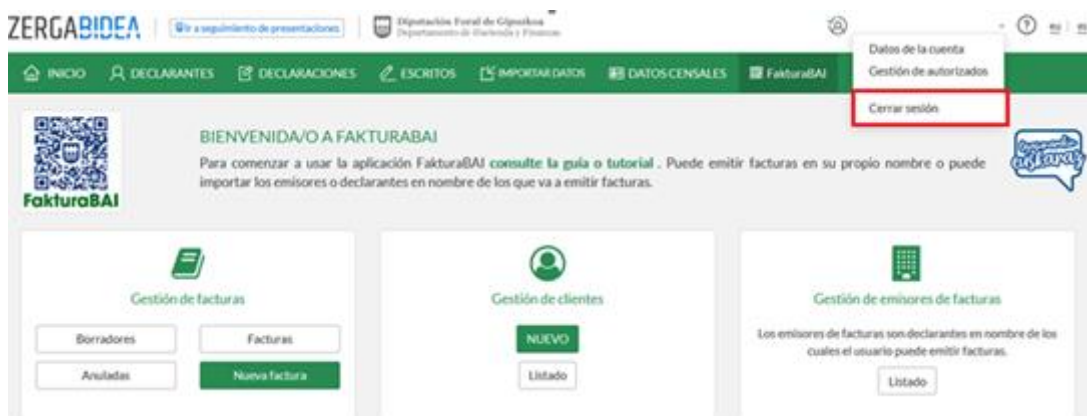 ZERGABIDEA
Ir a seguimiento de presentaciones
Diputación Foral de Gipuzkoa
Departamento de Hacienda y Finanzas
Datos de la cuenta
Gestión de autorizados
Cerrar sesión
INICIO DECLARANTES DECLARACIONES ESCRITOS IMPORTAR DATOS DATOS CENSALES FakturaBAI
BIENVENIDA/O A FAKTURABAI
Para comenzar a usar la aplicación FakturaBAI consulte la guía o tutorial . Puede emitir facturas en su propio nombre o puede
importar los emisores o declarantes en nombre de los que va a emitir facturas.
FakturaBAI
Gestión de facturas
Borradores Facturas
Anuladas Nueva factura
Gestión de clientes
NUEVO
Listado
Gestión de emisores de facturas
Los emisores de facturas son declarantes en nombre de los
cuales el usuario puede emitir facturas.
Listado